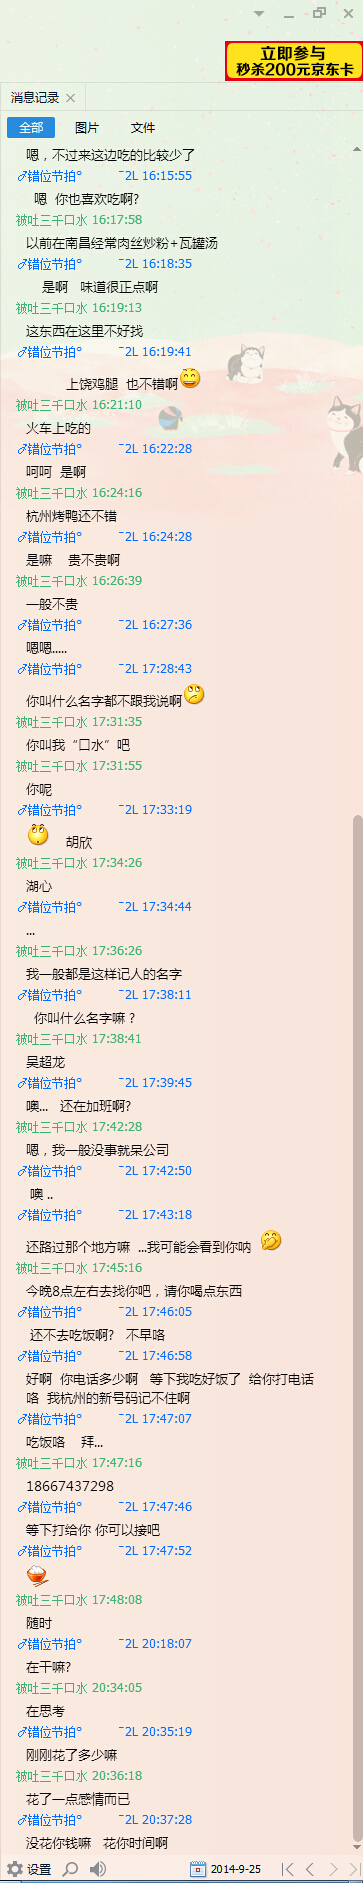 立即参与
秒杀200元京东卡
消息记录
全部 图片 文件
嗯，不过来这边吃的比较少了
♂错位节拍° ˉ2L 16:15:55
嗯 你也喜欢吃啊?
被吐三千口水 16:17:58
以前在南昌经常肉丝炒粉+瓦罐汤
♂错位节拍° ˉ2L 16:18:35
是啊 味道很正点啊
被吐三千口水 16:19:13
这东西在这里不好找
♂错位节拍° ˉ2L 16:19:41
上饶鸡腿 也不错啊
被吐三千口水 16:21:10
火车上吃的
♂错位节拍° ˉ2L 16:22:28
呵呵 是啊
被吐三千口水 16:24:16
杭州烤鸭还不错
♂错位节拍° ˉ2L 16:24:28
是嘛 贵不贵啊
被吐三千口水 16:26:39
一般不贵
♂错位节拍° ˉ2L 16:27:36
嗯嗯.....
♂错位节拍° ˉ2L 17:28:43
你叫什么名字都不跟我说啊
被吐三千口水 17:31:35
你叫我“口水”吧
被吐三千口水 17:31:55
你呢
♂错位节拍° ˉ2L 17:33:19
胡欣
被吐三千口水 17:34:26
湖心
♂错位节拍° ˉ2L 17:34:44
...
被吐三千口水 17:36:26
我一般都是这样记人的名字
♂错位节拍° ˉ2L 17:38:11
你叫什么名字嘛？
被吐三千口水 17:38:41
吴超龙
♂错位节拍° ˉ2L 17:39:45
噢... 还在加班啊?
被吐三千口水 17:42:28
嗯，我一般没事就呆公司
♂错位节拍° ˉ2L 17:42:50
噢 ..
♂错位节拍° ˉ2L 17:43:18
还路过那个地方嘛 ...我可能会看到你呐
被吐三千口水 17:45:16
今晚8点左右去找你吧，请你喝点东西
♂错位节拍° ˉ2L 17:46:05
还不去吃饭啊? 不早咯
♂错位节拍° ˉ2L 17:46:58
好啊 你电话多少啊 等下我吃好饭了 给你打电话
咯 我杭州的新号码记不住啊
♂错位节拍° ˉ2L 17:47:07
吃饭咯 拜...
被吐三千口水 17:47:16
18667437298
♂错位节拍° ˉ2L 17:47:46
等下打给你 你可以接吧
♂错位节拍° ˉ2L 17:47:52
被吐三千口水 17:48:08
随时
♂错位节拍° ˉ2L 20:18:07
在干嘛?
被吐三千口水 20:34:05
在思考
♂错位节拍° ˉ2L 20:35:19
刚刚花了多少嘛
被吐三千口水 20:36:18
花了一点感情而已
♂错位节拍° ˉ2L 20:37:28
没花你钱嘛 花你时间啊
设置 2014-9-25